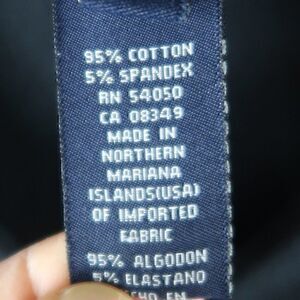 95% COTTON
5% SPANDEX
RN 54050
CA 08349
MADE IN
NORTHERN
MARIANA
ISLANDS(USA)
OF IMPORTED
FABRIC
95% ALGODON
5% ELASTANO
EN